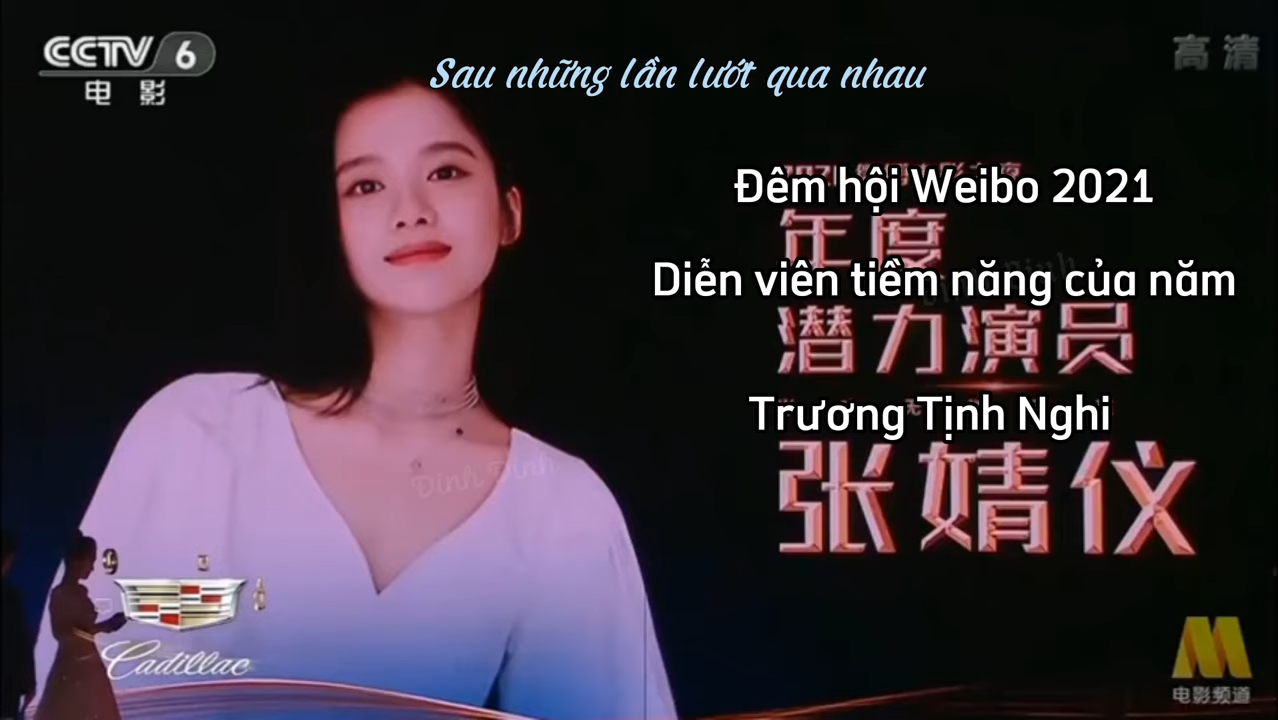 CCTV 6
电影
高清
Sau những lần lướt qua nhau
Đêm hội Weibo 2021
年度
Diễn viên tiềm năng của năm
潜力演员
Trương Tịnh Nghi
张婧仪
Đinh Đinh
Cadillac
电影频道